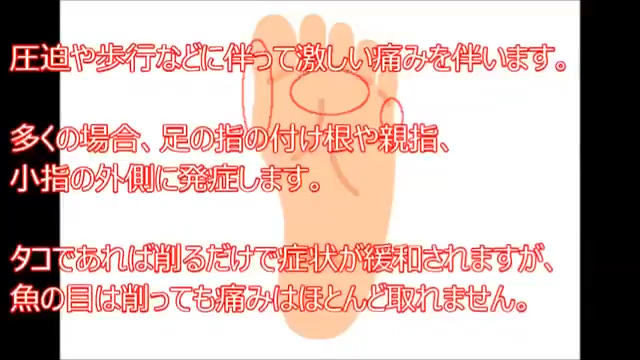 圧迫や歩行などに伴って激しい痛みを伴います。
多くの場合、足の指の付け根や親指、
小指の外側に発症します。
タコであれば削るだけで症状が緩和されますが、
魚の目は削っても痛みはほとんど取れません。